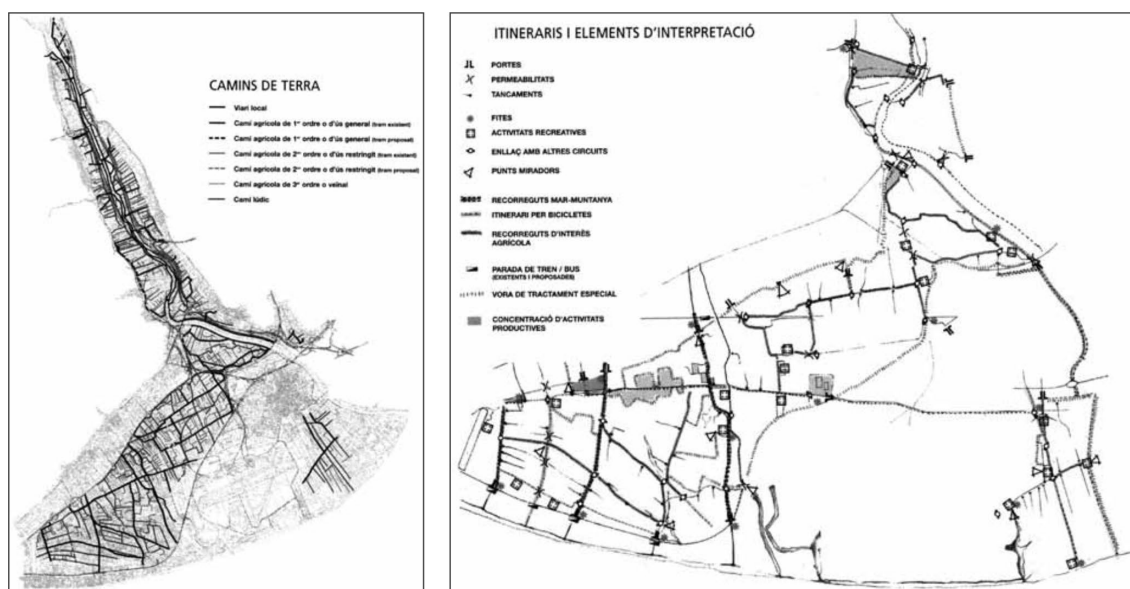 CAMINS DE TERRA
Viari local
Camí agrícola de 1er ordre o d'ús general (tram existent)
Camí agrícola de 1er ordre o d'ús general (tram proposat)
Camí agrícola de 2on ordre o d'ús restringit (tram existent)
Camí agrícola de 2on ordre o d'ús restringit (tram proposat)
Camí agrícola de 3er ordre o veïnal
Camí lúdic
ITINERARIS I ELEMENTS D'INTERPRETACIÓ
PORTES
PERMEABILITATS
TANCAMENTS
FITES
ACTIVITATS RECREATIVES
ENLLAÇ AMB ALTRES CIRCUITS
PUNTS MIRADORS
RECORREGUTS MAR-MUNTANYA
ITINERARI PER BICICLETES
RECORREGUTS D'INTERÈS
AGRÍCOLA
PARADA DE TREN / BUS
(EXISTENTS I PROPOSADES)
VORA DE TRACTAMENT ESPECIAL
CONCENTRACIÓ D'ACTIVITATS
PRODUCTIVES